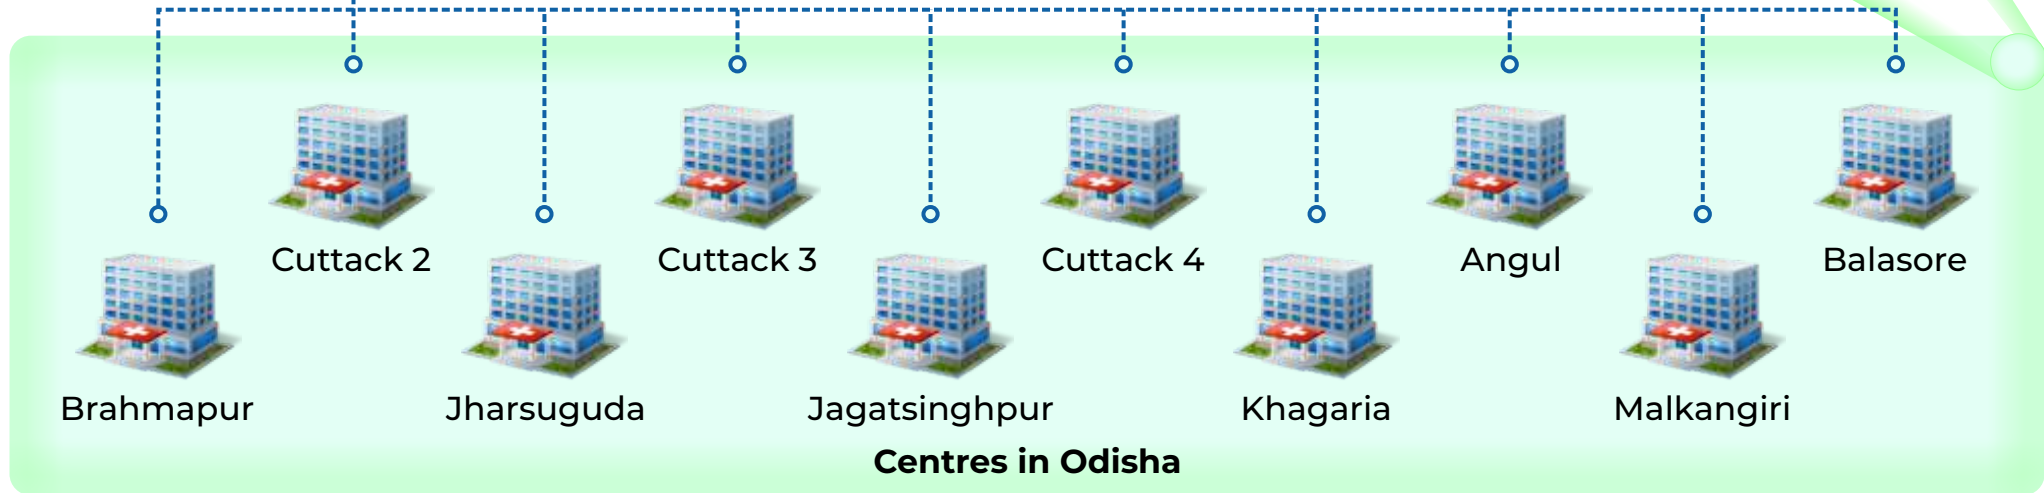 Cuttack 2
Cuttack 3
Cuttack 4
Angul
Balasore
Brahmapur
Jharsuguda
Jagatsinghpur
Khagaria
Malkangiri
Centres in Odisha